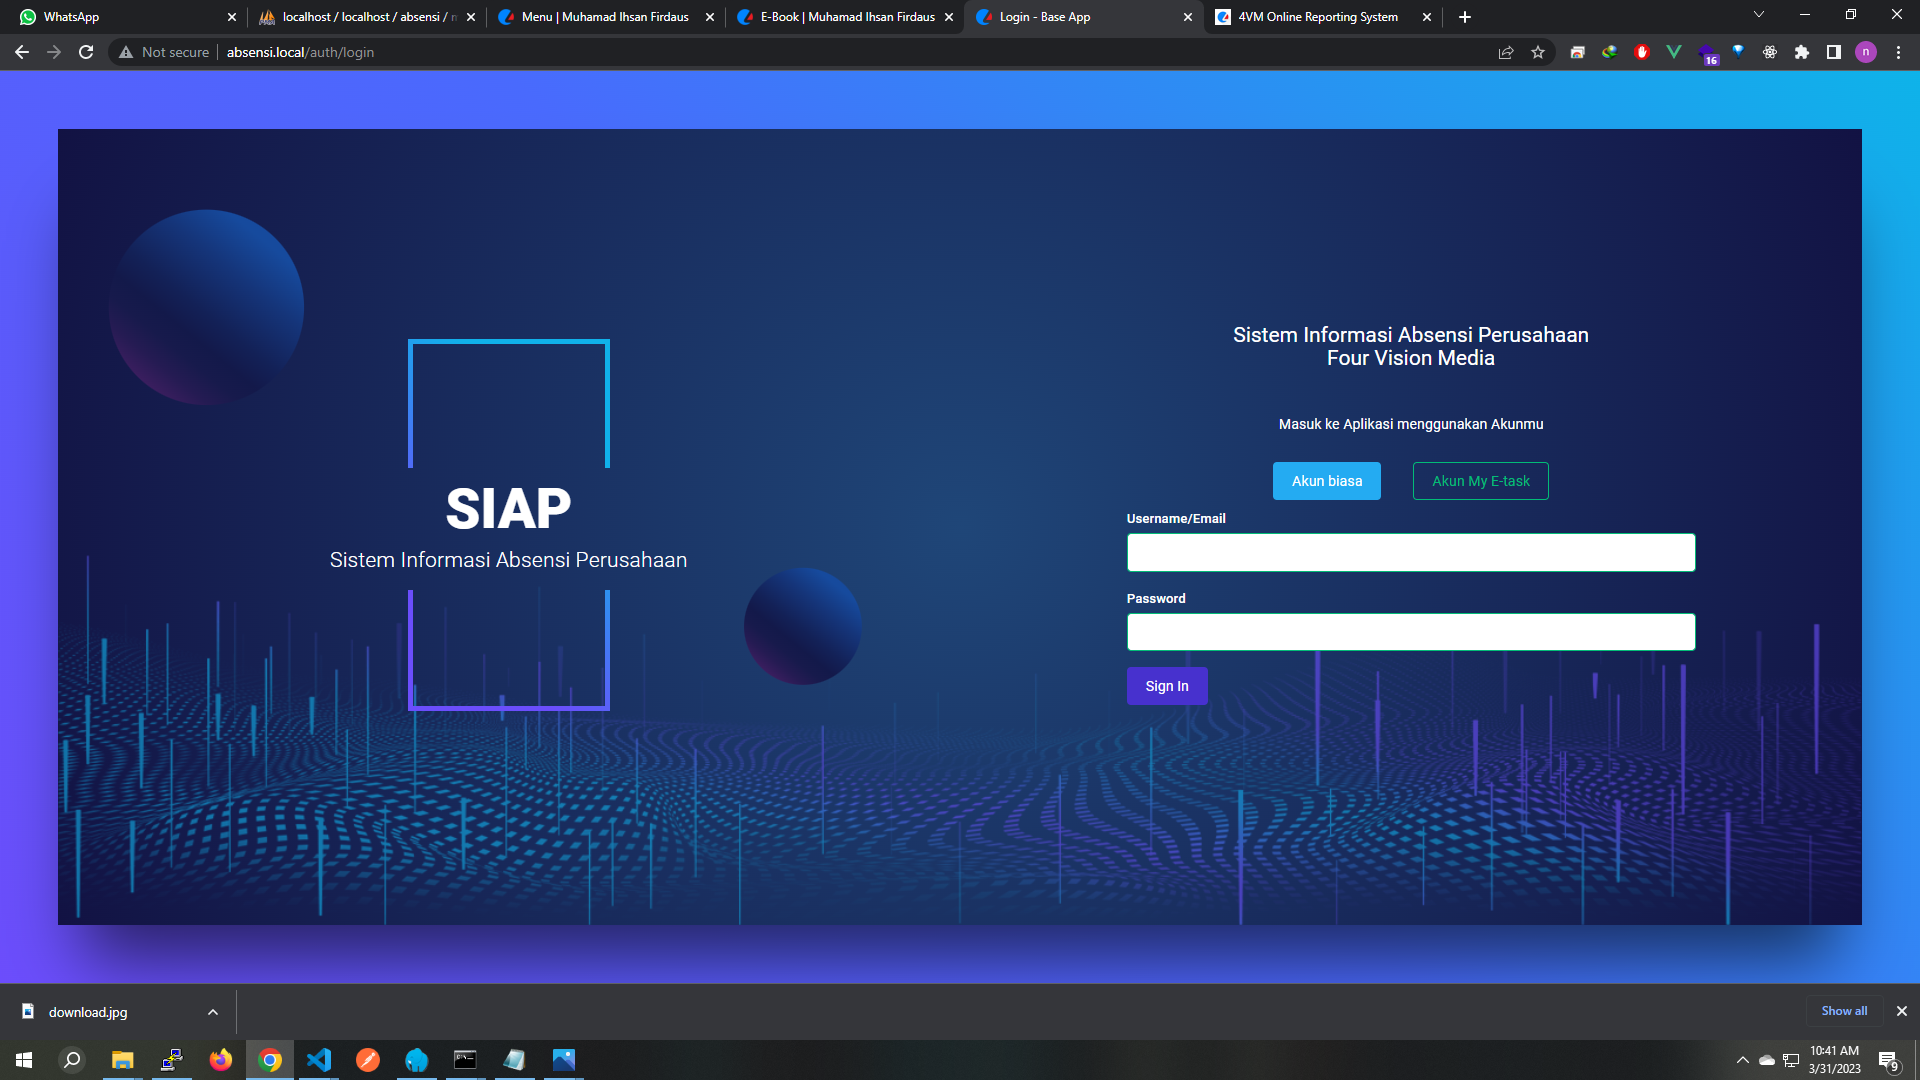 WhatsApp
localhost / localhost / absensi /
Menu | Muhamad Ihsan Firdaus
E-Book | Muhamad Ihsan Firdaus
Login - Base App
4VM Online Reporting System
Not secure
absensi.local/auth/login
16
n
Sistem Informasi Absensi Perusahaan
Four Vision Media
Masuk ke Aplikasi menggunakan Akunmu
Akun biasa
Akun My E-task
SIAP
Sistem Informasi Absensi Perusahaan
Username/Email
Password
Sign In
download.jpg
Show all
10:41 AM
3/31/2023
9